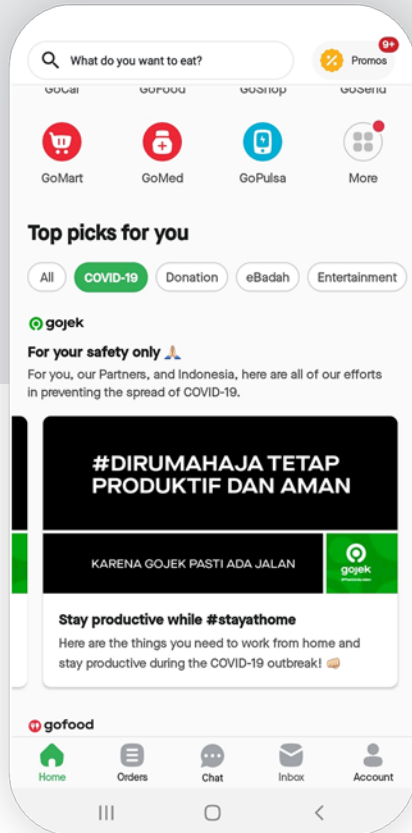 What do you want to eat?
9+
Promos
GoCar GoFood GoShop GoSend
GoMart GoMed GoPulsa More
Top picks for you
All COVID-19 Donation eBadah Entertainment
gojek
For your safety only 🙏🏼
For you, our Partners, and Indonesia, here are all of our efforts
in preventing the spread of COVID-19.
#DIRUMAHAJA TETAP
PRODUKTIF DAN AMAN
KARENA GOJEK PASTI ADA JALAN
gojek
Stay productive while #stayathome
Here are the things you need to work from home and
stay productive during the COVID-19 outbreak! 👊🏼
gofood
Home Orders Chat Inbox Account